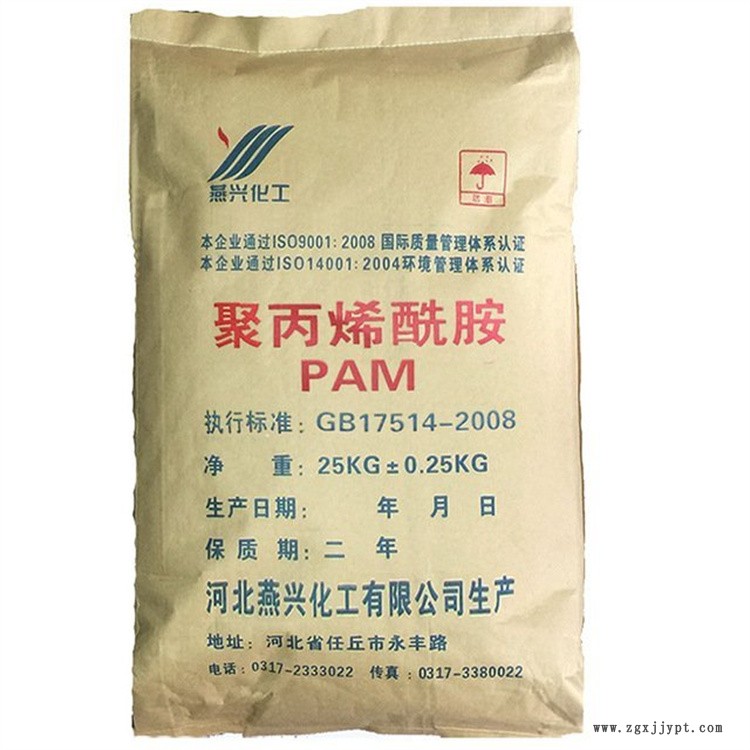 燕兴化工
防潮
本企业通过ISO9001:2008 国际质量管理体系认证
本企业通过ISO14001:2004环境管理体系认证
聚丙烯酰胺
PAM
执行标准：GB17514-2008
净 重：25KG±0.25KG
生产日期： 年 月 日
保 质 期：二 年
河北燕兴化工有限公司生产
地址：河北省任丘市永丰路
电话：0317-2333022 传真：0317-3380022
www.zgxjjypt.com